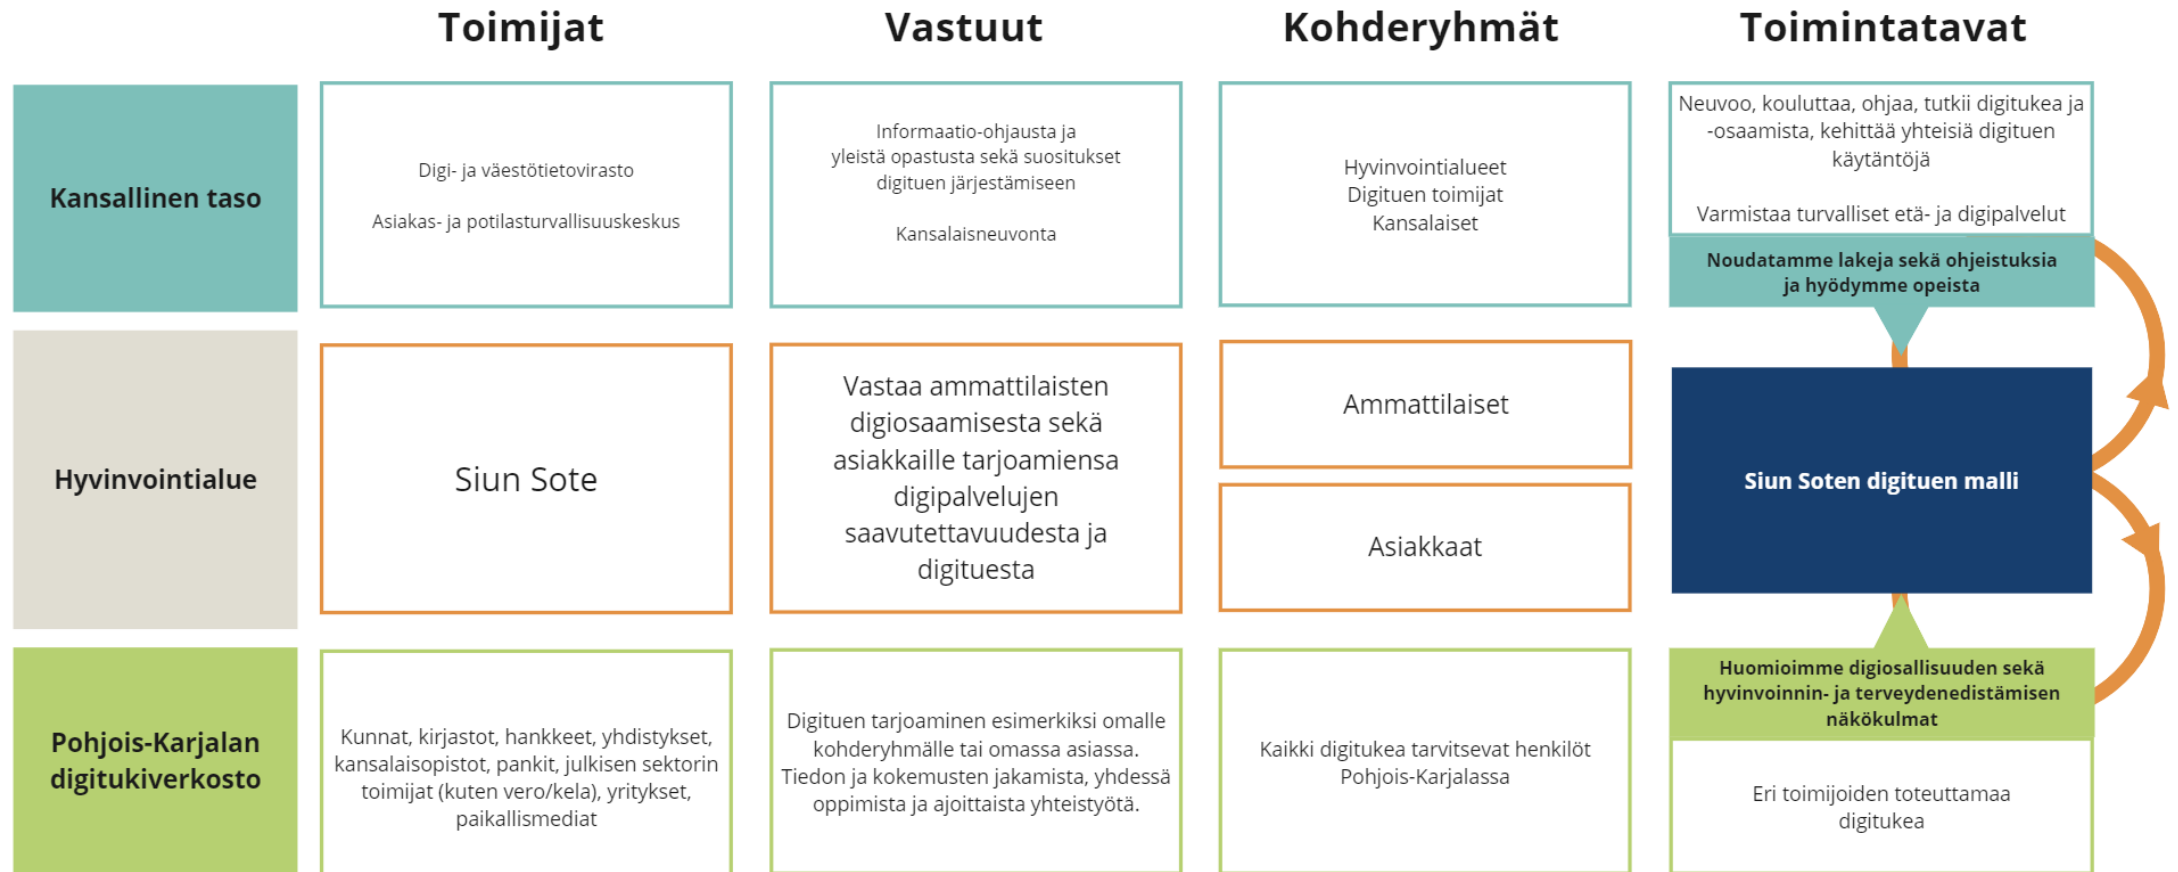 Toimijat
Vastuut
Kohderyhmät
Toimintatavat
Kansallinen taso
Digi- ja väestötietovirasto
Asiakas- ja potilasturvallisuuskeskus
Informaatio-ohjausta ja
yleistä opastusta sekä suositukset
digituen järjestämiseen
Kansalaisneuvonta
Hyvinvointialueet
Digituen toimijat
Kansalaiset
Neuvoo, kouluttaa, ohjaa, tutkii digitukea ja
-osaamista, kehittää yhteisiä digituen
käytäntöjä
Varmistaa turvalliset etä- ja digipalvelut
Noudatamme lakeja sekä ohjeistuksia
ja hyödymme opeista
Hyvinvointialue
Siun Sote
Vastaa ammattilaisten
digiosaamisesta sekä
asiakkaille tarjoamiensa
digipalvelujen
saavutettavuudesta ja
digituesta
Ammattilaiset
Asiakkaat
Siun Soten digituen malli
Pohjois-Karjalan
digitukiverkosto
Kunnat, kirjastot, hankkeet, yhdistykset,
kansalaisopistot, pankit, julkisen sektorin
toimijat (kuten vero/kela), yritykset,
paikallismediat
Digituen tarjoaminen esimerkiksi omalle
kohderyhmälle tai omassa asiassa.
Tiedon ja kokemusten jakamista, yhdessä
oppimista ja ajoittaista yhteistyötä.
Kaikki digitukea tarvitsevat henkilöt
Pohjois-Karjalassa
Huomioimme digiosallisuuden sekä
hyvinvoinnin- ja terveydenedistämisen
näkökulmat
Eri toimijoiden toteuttamaa
digitukea